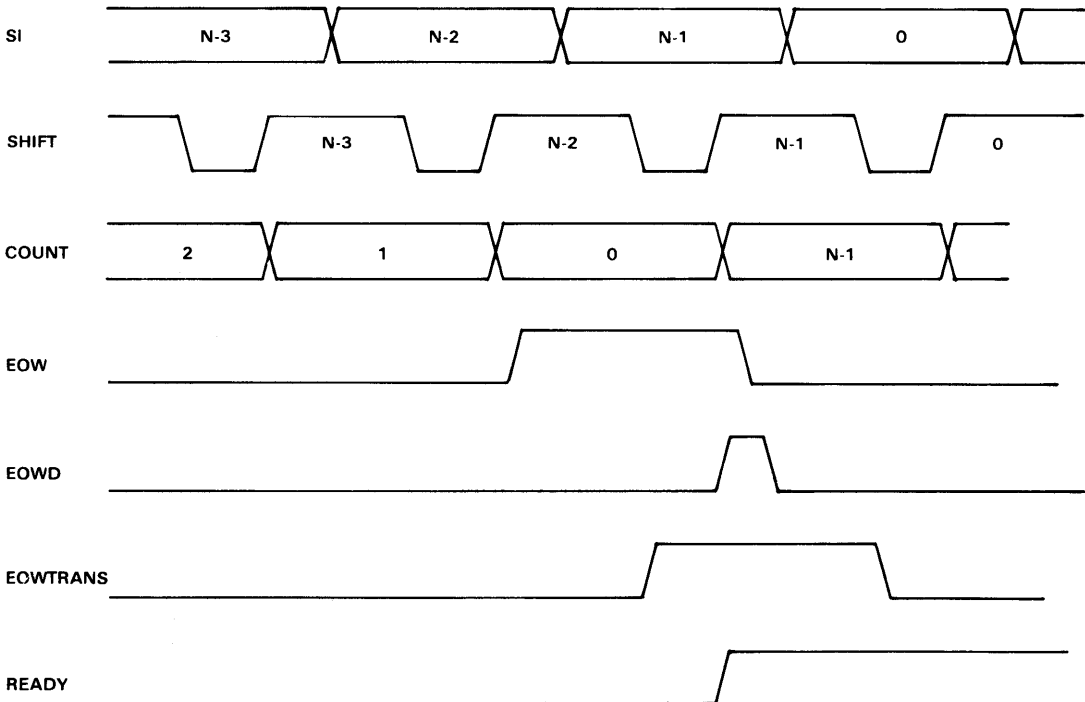 SI N-3 N-2 N-1 0
SHIFT N-3 N-2 N-1 0
COUNT 2 1 0 N-1
EOW
EOWD
EOWTRANS
READY